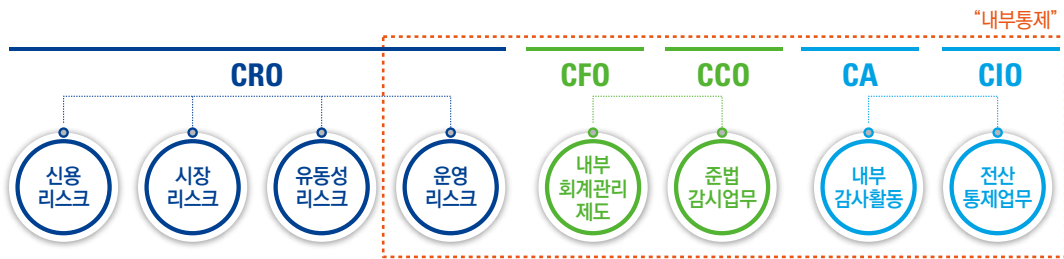 “내부통제”
CRO
CFO
CCO
CA
CIO
신용
리스크
시장
리스크
유동성
리스크
운영
리스크
내부
회계관리
제도
준법
감시업무
내부
감사활동
전산
통제업무